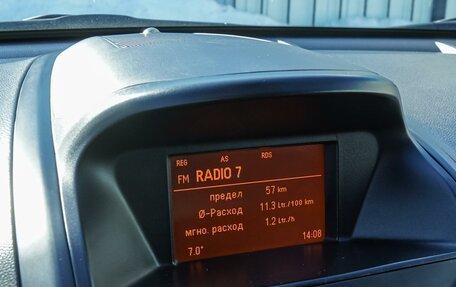 REG AS RDS
FM RADIO 7
предел 57 km
Ø-Расход 11.3 Ltr./100 km
мгно. расход 1.2 Ltr./h
7.0° 14:08